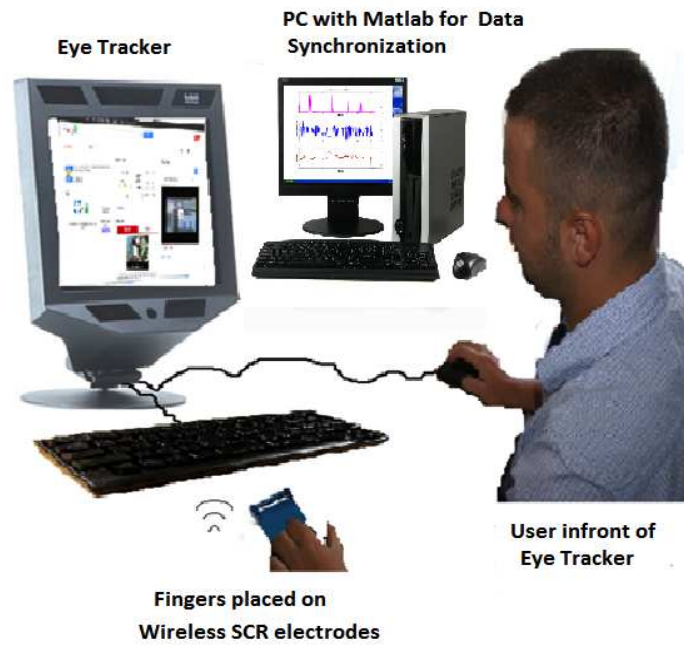 Eye Tracker
PC with Matlab for Data
Synchronization
User infront of
Eye Tracker
Fingers placed on
Wireless SCR electrodes